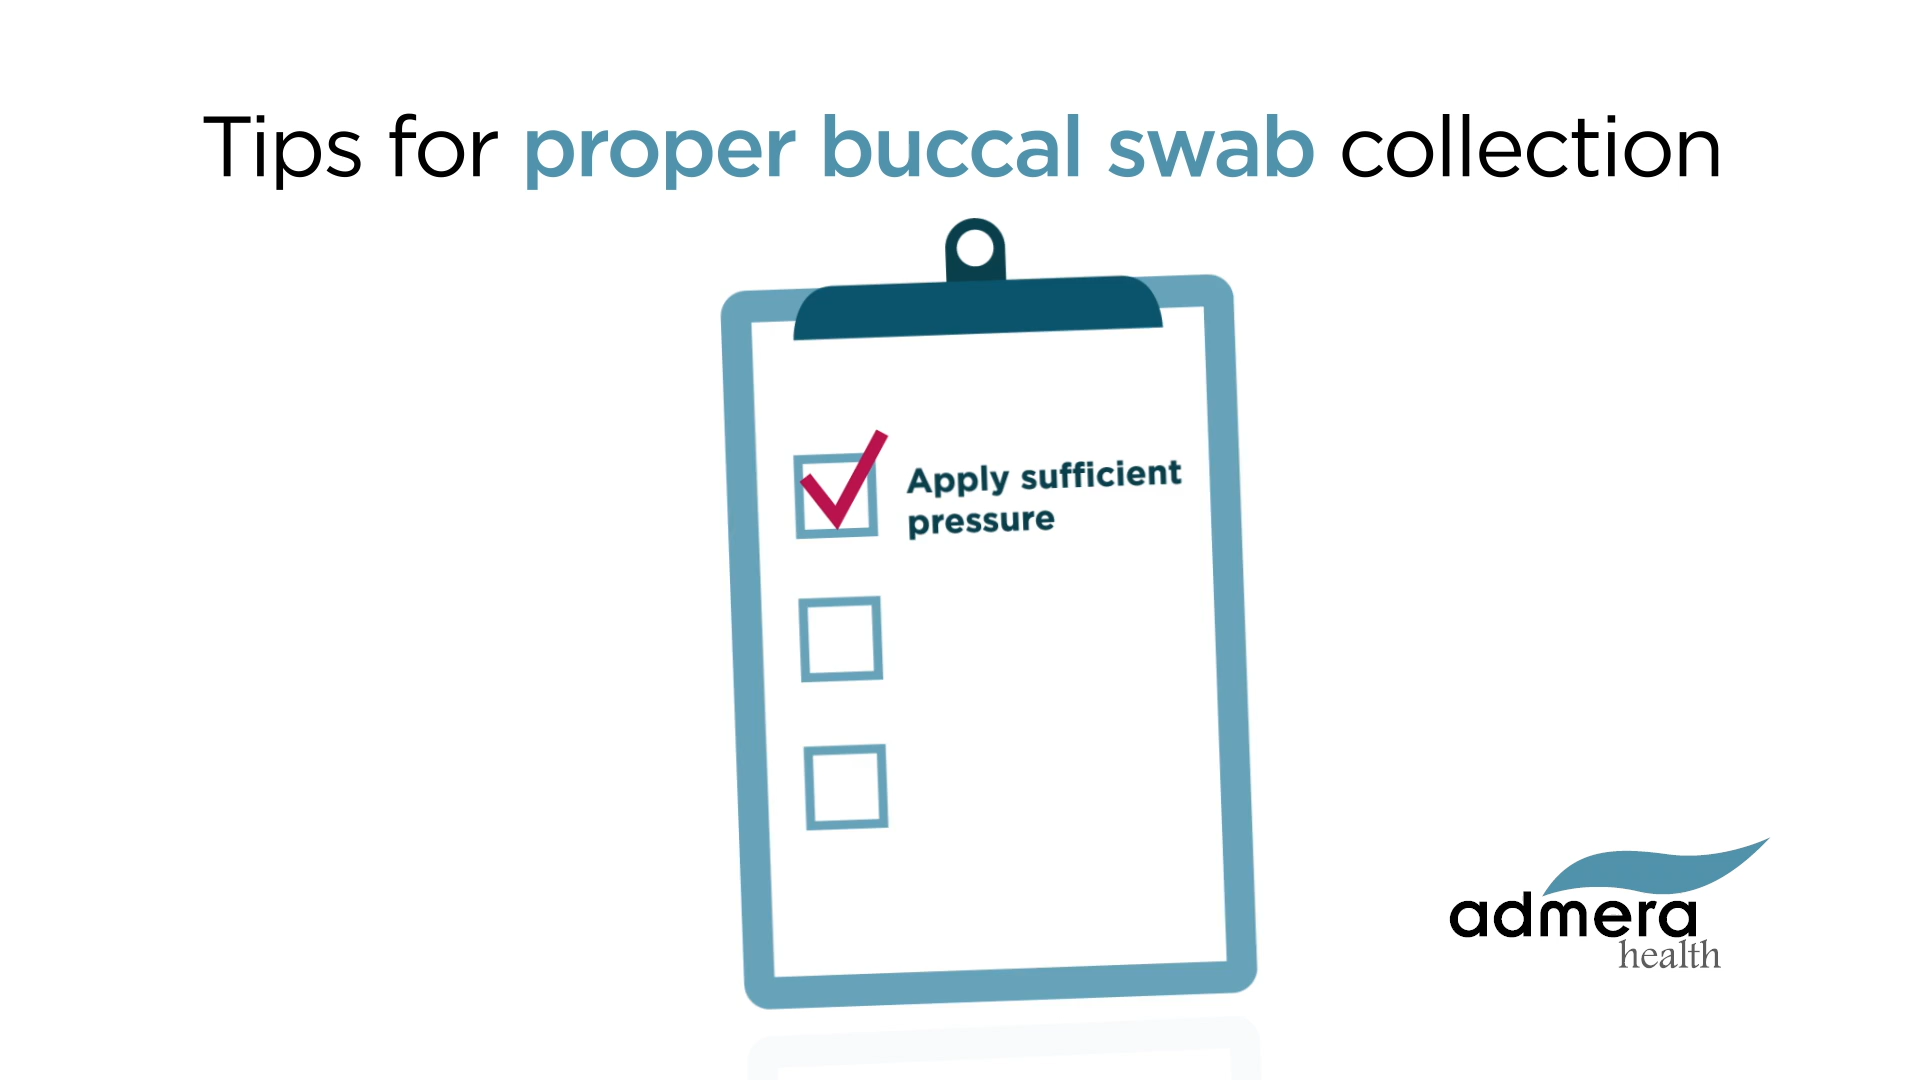 Tips for proper buccal swab collection
Apply sufficient
pressure
admera
health